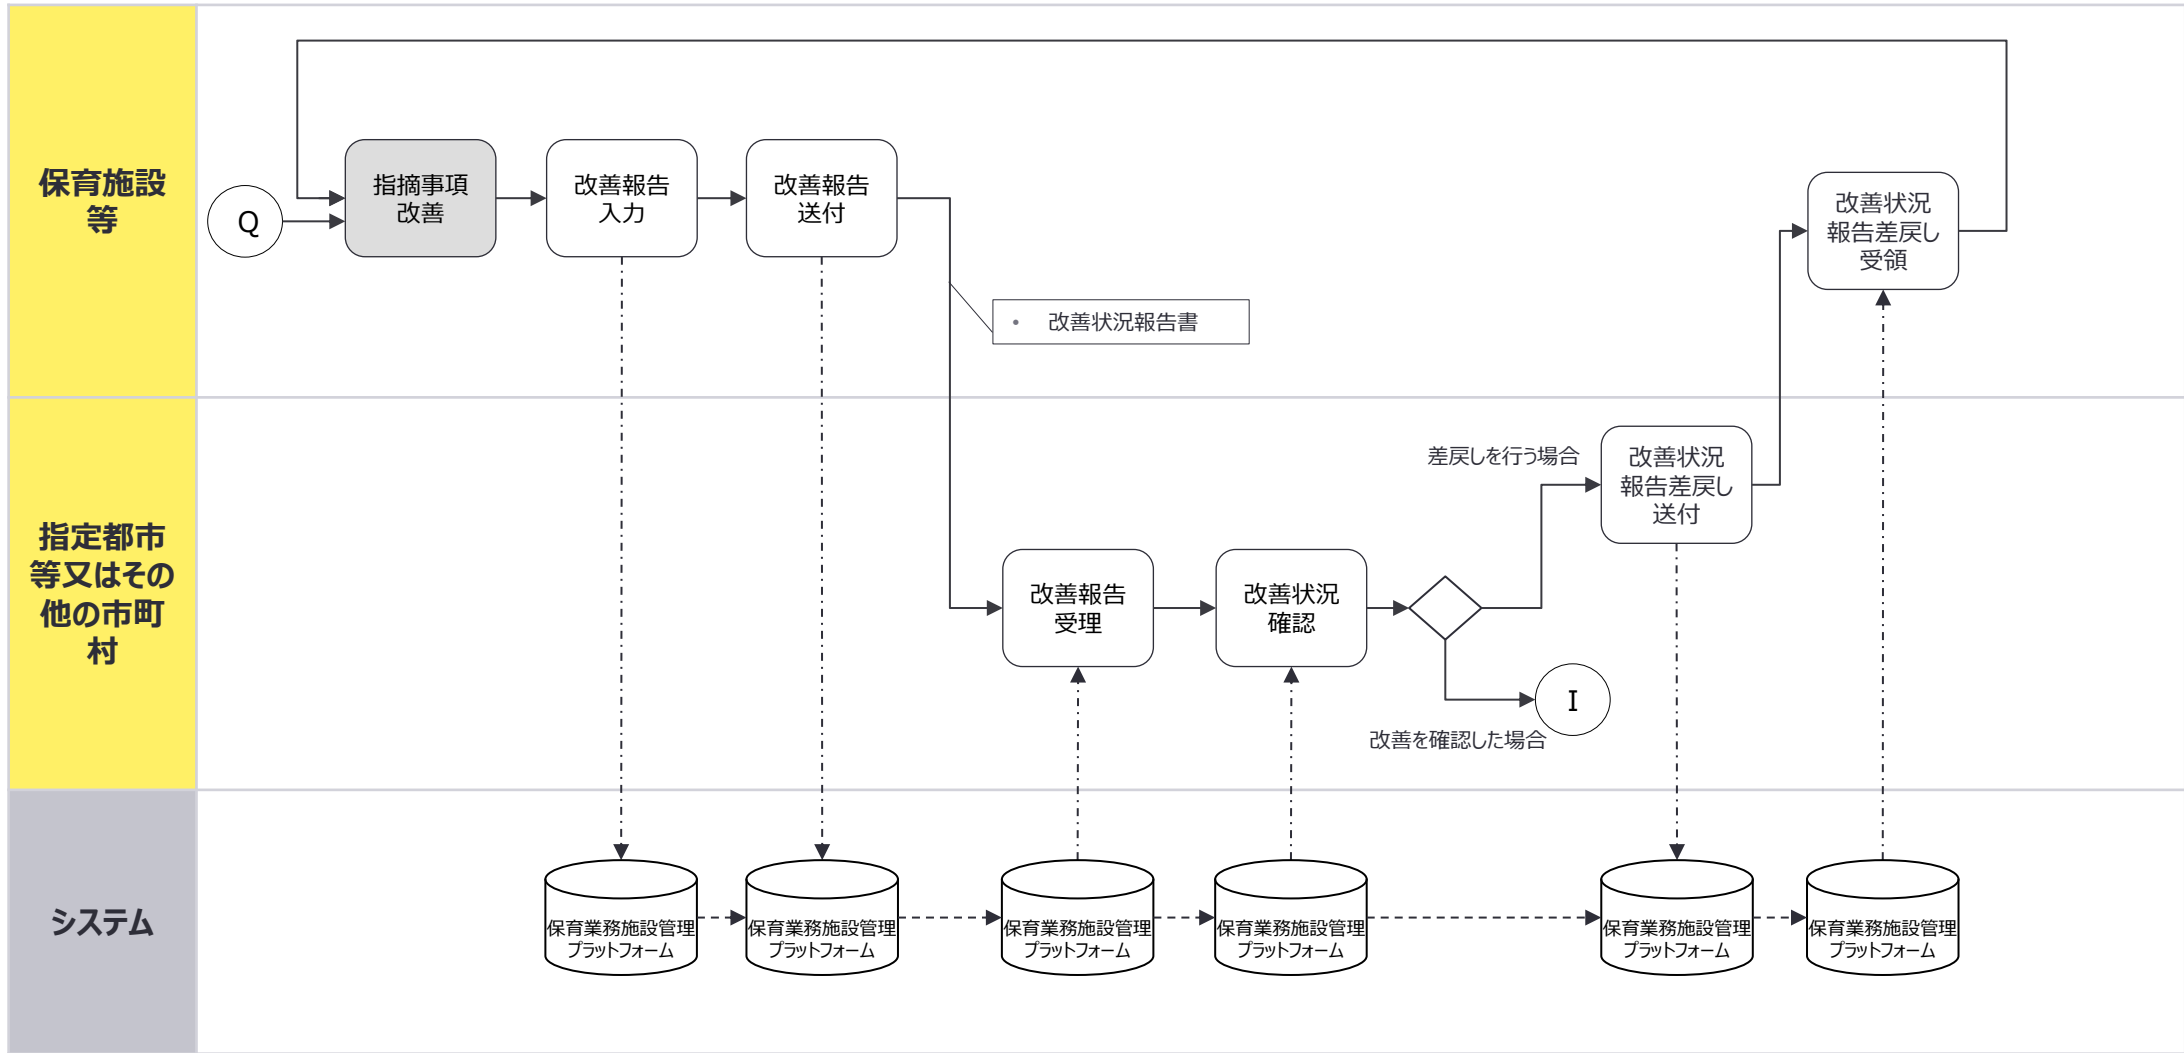 保育施設
等
Q
指摘事項
改善
改善報告
入力
改善報告
送付
• 改善状況報告書
改善状況
報告差戻し
受領
指定都市
等又はその
他の市町
村
改善報告
受理
改善状況
確認
差戻しを行う場合
改善を確認した場合
I
改善状況
報告差戻し
送付
システム
保育業務施設管理
プラットフォーム
保育業務施設管理
プラットフォーム
保育業務施設管理
プラットフォーム
保育業務施設管理
プラットフォーム
保育業務施設管理
プラットフォーム
保育業務施設管理
プラットフォーム